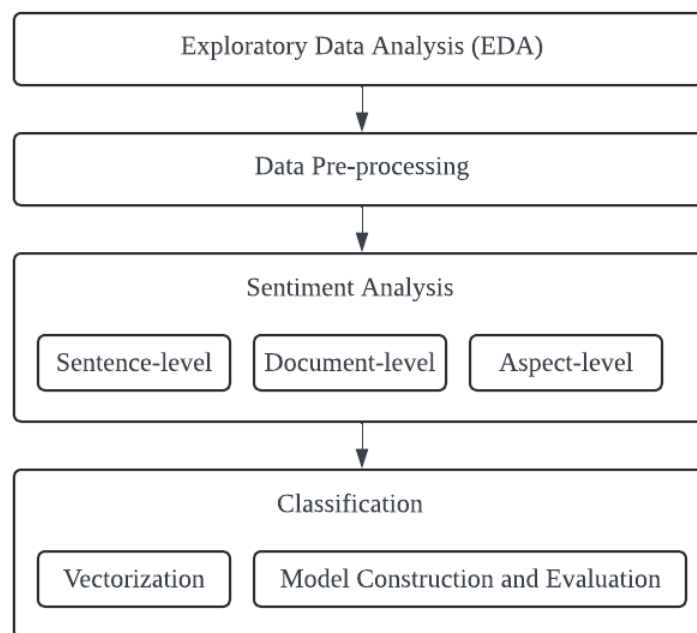 Exploratory Data Analysis (EDA)
Data Pre-processing
Sentiment Analysis
Sentence-level
Document-level
Aspect-level
Classification
Vectorization
Model Construction and Evaluation